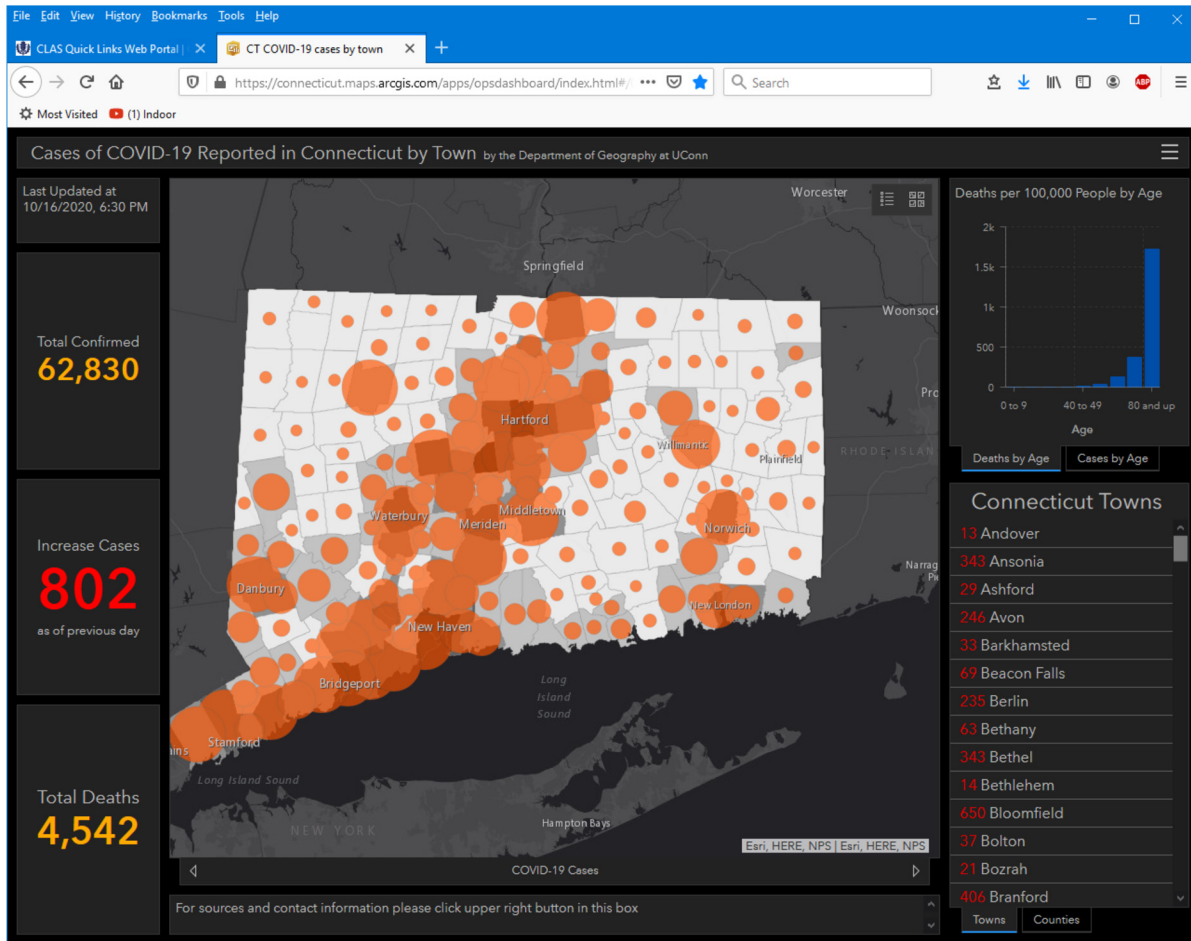 File Edit View History Bookmarks Tools Help
CLAS Quick Links Web Portal |
CT COVID-19 cases by town
https://connecticut.maps.arcgis.com/apps/opsdashboard/index.html#/
Search
ABP
Most Visited (1) Indoor
Cases of COVID-19 Reported in Connecticut by Town by the Department of Geography at UConn
Last Updated at
10/16/2020, 6:30 PM
Total Confirmed
62,830
Increase Cases
802
as of previous day
Total Deaths
4,542
Worcester
Springfield
Woonsock
Pro
Hartford
Willimantic
Plainfield
RHODE ISLAN
Waterbury
Middletown
Meriden
Norwich
Narrag
Danbury
New London
New Haven
Bridgeport
Long
Island
Sound
Stamford
ains
Long Island Sound
NEW YORK
Hampton Bays
Esri, HERE, NPS | Esri, HERE, NPS
COVID-19 Cases
For sources and contact information please click upper right button in this box
Deaths per 100,000 People by Age
2k
1.5k
1k
500
0
0 to 9 40 to 49 80 and up
Age
Deaths by Age Cases by Age
Connecticut Towns
13 Andover
343 Ansonia
29 Ashford
246 Avon
33 Barkhamsted
69 Beacon Falls
235 Berlin
63 Bethany
343 Bethel
14 Bethlehem
650 Bloomfield
37 Bolton
21 Bozrah
406 Branford
Towns Counties